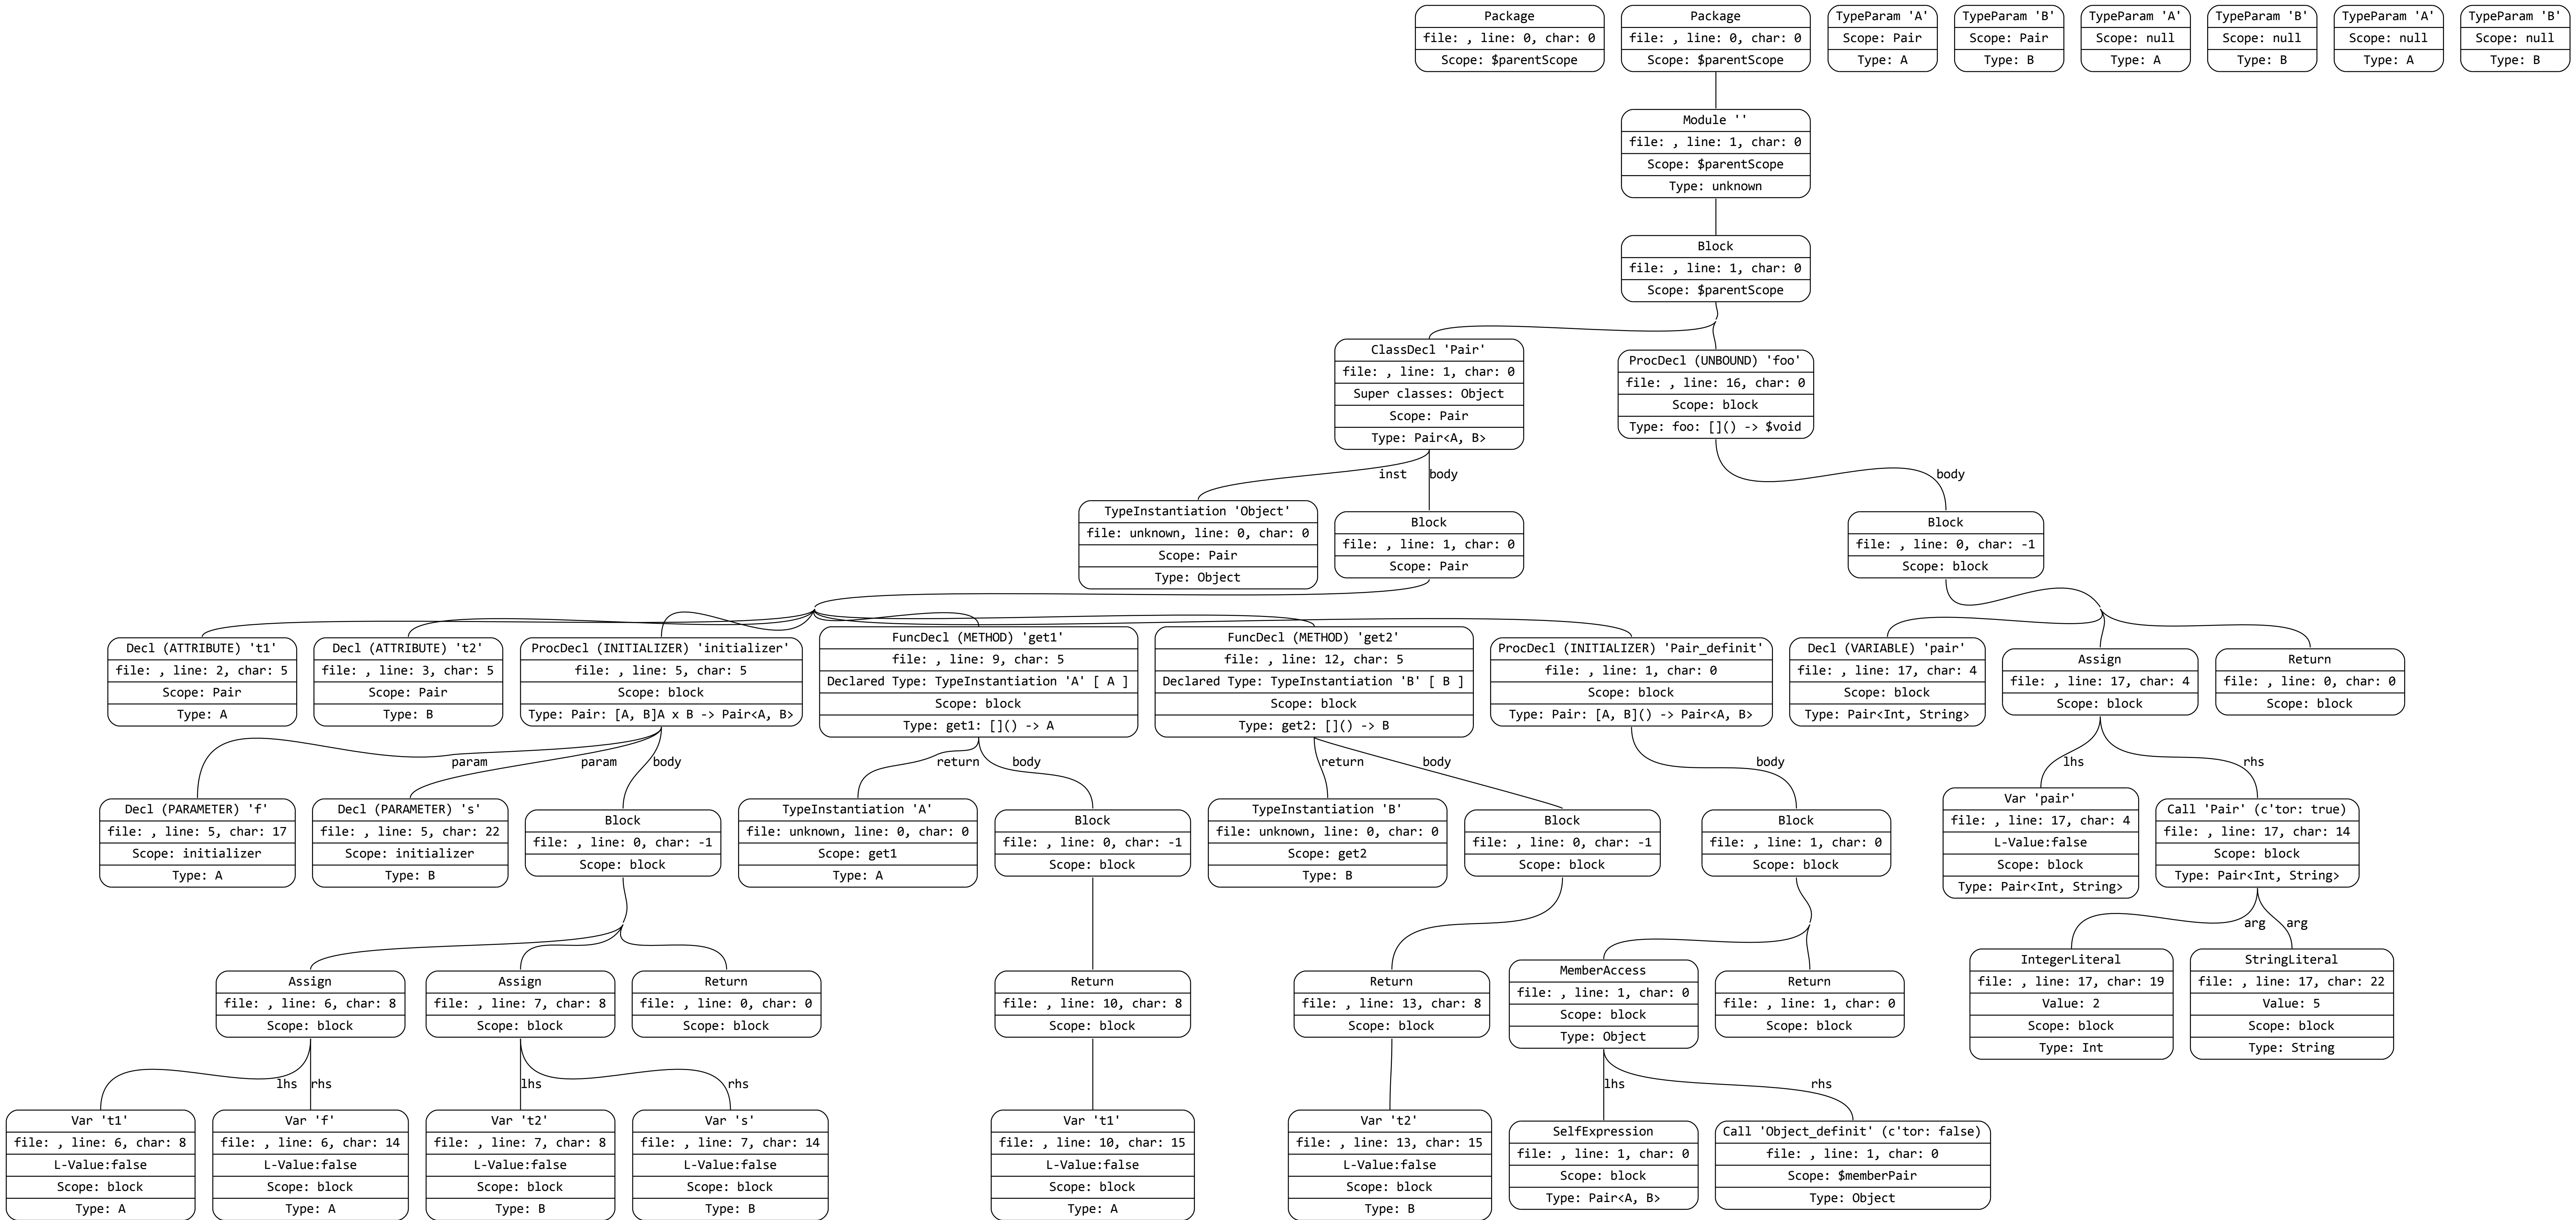 Package
file: , line: 0, char: 0
Scope: $parentScope
Package
file: , line: 0, char: 0
Scope: $parentScope
TypeParam 'A'
Scope: Pair
Type: A
TypeParam 'B'
Scope: Pair
Type: B
TypeParam 'A'
Scope: null
Type: A
TypeParam 'B'
Scope: null
Type: B
TypeParam 'A'
Scope: null
Type: A
TypeParam 'B'
Scope: null
Type: B
Module ''
file: , line: 1, char: 0
Scope: $parentScope
Type: unknown
Block
file: , line: 1, char: 0
Scope: $parentScope
ClassDecl 'Pair'
file: , line: 1, char: 0
Super classes: Object
Scope: Pair
Type: Pair<A, B>
ProcDecl (UNBOUND) 'foo'
file: , line: 16, char: 0
Scope: block
Type: foo: []() -> $void
inst
body
body
TypeInstantiation 'Object'
file: unknown, line: 0, char: 0
Scope: Pair
Type: Object
Block
file: , line: 1, char: 0
Scope: Pair
Block
file: , line: 0, char: -1
Scope: block
Decl (ATTRIBUTE) 't1'
file: , line: 2, char: 5
Scope: Pair
Type: A
Decl (ATTRIBUTE) 't2'
file: , line: 3, char: 5
Scope: Pair
Type: B
ProcDecl (INITIALIZER) 'initializer'
file: , line: 5, char: 5
Scope: block
Type: Pair: [A, B]A x B -> Pair<A, B>
FuncDecl (METHOD) 'get1'
file: , line: 9, char: 5
Declared Type: TypeInstantiation 'A' [ A ]
Scope: block
Type: get1: []() -> A
FuncDecl (METHOD) 'get2'
file: , line: 12, char: 5
Declared Type: TypeInstantiation 'B' [ B ]
Scope: block
Type: get2: []() -> B
ProcDecl (INITIALIZER) 'Pair_definit'
file: , line: 1, char: 0
Scope: block
Type: Pair: [A, B]() -> Pair<A, B>
Decl (VARIABLE) 'pair'
file: , line: 17, char: 4
Scope: block
Type: Pair<Int, String>
Assign
file: , line: 17, char: 4
Scope: block
Return
file: , line: 0, char: 0
Scope: block
param
param
body
return
body
return
body
body
lhs
rhs
Decl (PARAMETER) 'f'
file: , line: 5, char: 17
Scope: initializer
Type: A
Decl (PARAMETER) 's'
file: , line: 5, char: 22
Scope: initializer
Type: B
Block
file: , line: 0, char: -1
Scope: block
TypeInstantiation 'A'
file: unknown, line: 0, char: 0
Scope: get1
Type: A
Block
file: , line: 0, char: -1
Scope: block
TypeInstantiation 'B'
file: unknown, line: 0, char: 0
Scope: get2
Type: B
Block
file: , line: 0, char: -1
Scope: block
Block
file: , line: 1, char: 0
Scope: block
Var 'pair'
file: , line: 17, char: 4
L-Value:false
Scope: block
Type: Pair<Int, String>
Call 'Pair' (c'tor: true)
file: , line: 17, char: 14
Scope: block
Type: Pair<Int, String>
arg
arg
Assign
file: , line: 6, char: 8
Scope: block
Assign
file: , line: 7, char: 8
Scope: block
Return
file: , line: 0, char: 0
Scope: block
Return
file: , line: 10, char: 8
Scope: block
Return
file: , line: 13, char: 8
Scope: block
MemberAccess
file: , line: 1, char: 0
Scope: block
Type: Object
Return
file: , line: 1, char: 0
Scope: block
IntegerLiteral
file: , line: 17, char: 19
Value: 2
Scope: block
Type: Int
StringLiteral
file: , line: 17, char: 22
Value: 5
Scope: block
Type: String
lhs
rhs
lhs
rhs
lhs
rhs
Var 't1'
file: , line: 6, char: 8
L-Value:false
Scope: block
Type: A
Var 'f'
file: , line: 6, char: 14
L-Value:false
Scope: block
Type: A
Var 't2'
file: , line: 7, char: 8
L-Value:false
Scope: block
Type: B
Var 's'
file: , line: 7, char: 14
L-Value:false
Scope: block
Type: B
Var 't1'
file: , line: 10, char: 15
L-Value:false
Scope: block
Type: A
Var 't2'
file: , line: 13, char: 15
L-Value:false
Scope: block
Type: B
SelfExpression
file: , line: 1, char: 0
Scope: block
Type: Pair<A, B>
Call 'Object_definit' (c'tor: false)
file: , line: 1, char: 0
Scope: $memberPair
Type: Object